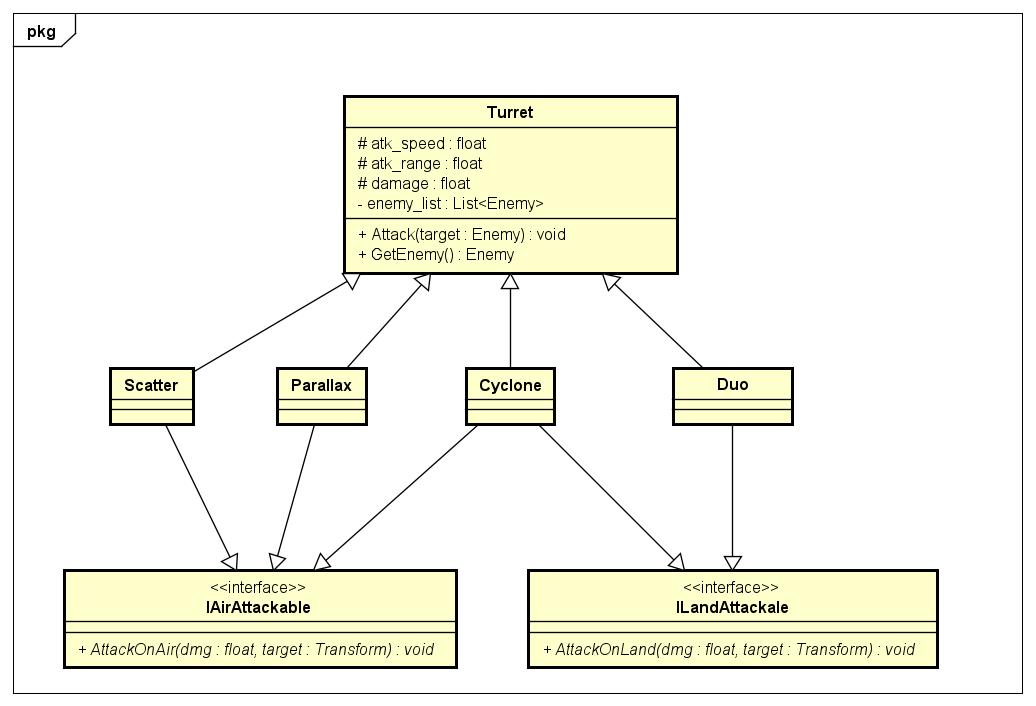 pkg
Turret
# atk_speed : float
# atk_range : float
# damage : float
- enemy_list : List<Enemy>
+ Attack(target : Enemy) : void
+ GetEnemy() : Enemy
Scatter
Parallax
Cyclone
Duo
<<interface>>
IAirAttackable
+ AttackOnAir(dmg : float, target : Transform) : void
<<interface>>
ILandAttackale
+ AttackOnLand(dmg : float, target : Transform) : void